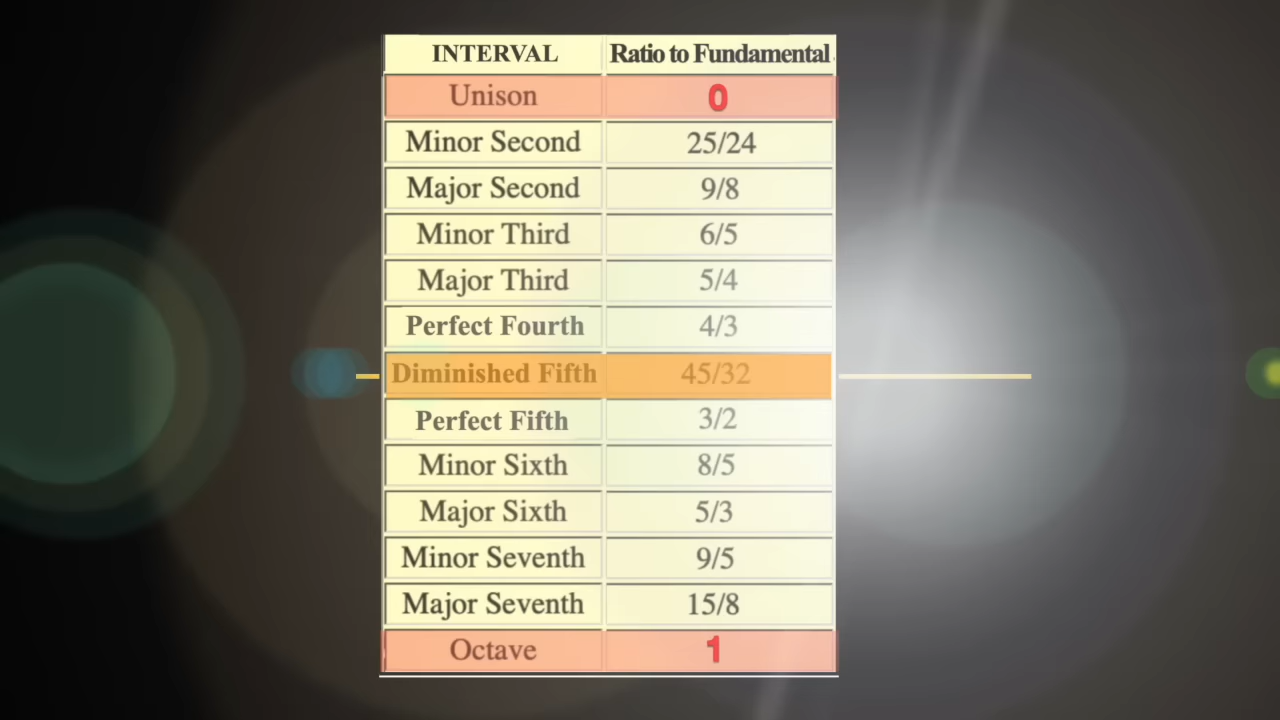 INTERVAL Ratio to Fundamental
Unison 0
Minor Second 25/24
Major Second 9/8
Minor Third 6/5
Major Third 5/4
Perfect Fourth 4/3
Diminished Fifth 45/32
Perfect Fifth 3/2
Minor Sixth 8/5
Major Sixth 5/3
Minor Seventh 9/5
Major Seventh 15/8
Octave 1